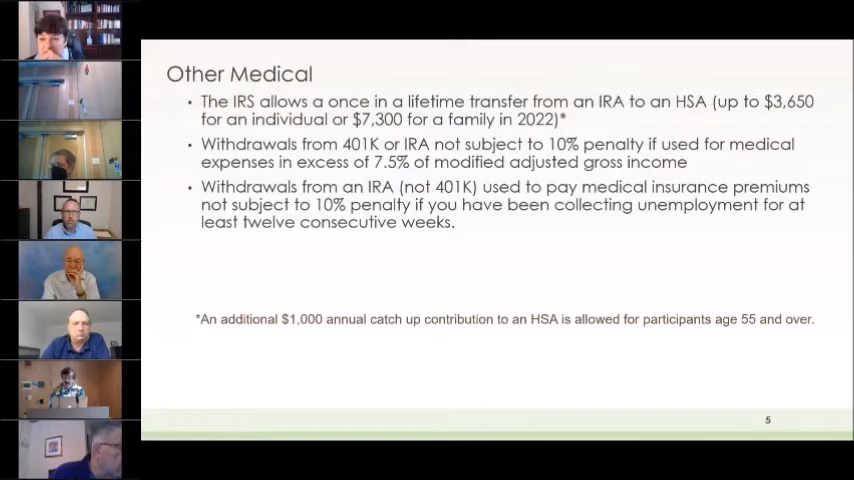 Other Medical
• The IRS allows a once in a lifetime transfer from an IRA to an HSA (up to $3,650
for an individual or $7,300 for a family in 2022)*
• Withdrawals from 401K or IRA not subject to 10% penalty if used for medical
expenses in excess of 7.5% of modified adjusted gross income
• Withdrawals from an IRA (not 401K) used to pay medical insurance premiums
not subject to 10% penalty if you have been collecting unemployment for at
least twelve consecutive weeks.
*An additional $1,000 annual catch up contribution to an HSA is allowed for participants age 55 and over.
5